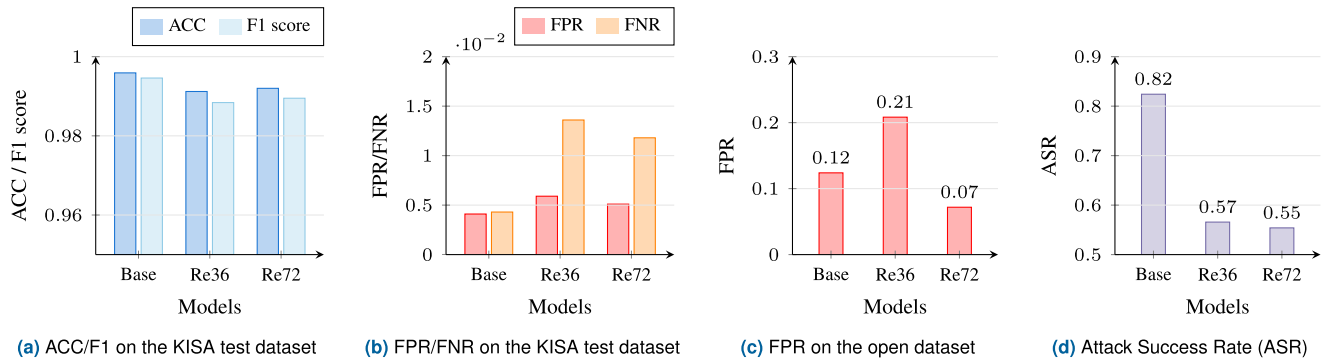 ACC F1 score
1
0.98
0.96
ACC / F1 score
Base Re36 Re72
Models
(a) ACC/F1 on the KISA test dataset
FPR FNR
·10⁻²
2
1.5
1
0.5
0
FPR/FNR
Base Re36 Re72
Models
(b) FPR/FNR on the KISA test dataset
0.3
0.2
0.1
0
FPR
0.12
0.21
0.07
Base Re36 Re72
Models
(c) FPR on the open dataset
0.9
0.8
0.7
0.6
0.5
ASR
0.82
0.57
0.55
Base Re36 Re72
Models
(d) Attack Success Rate (ASR)